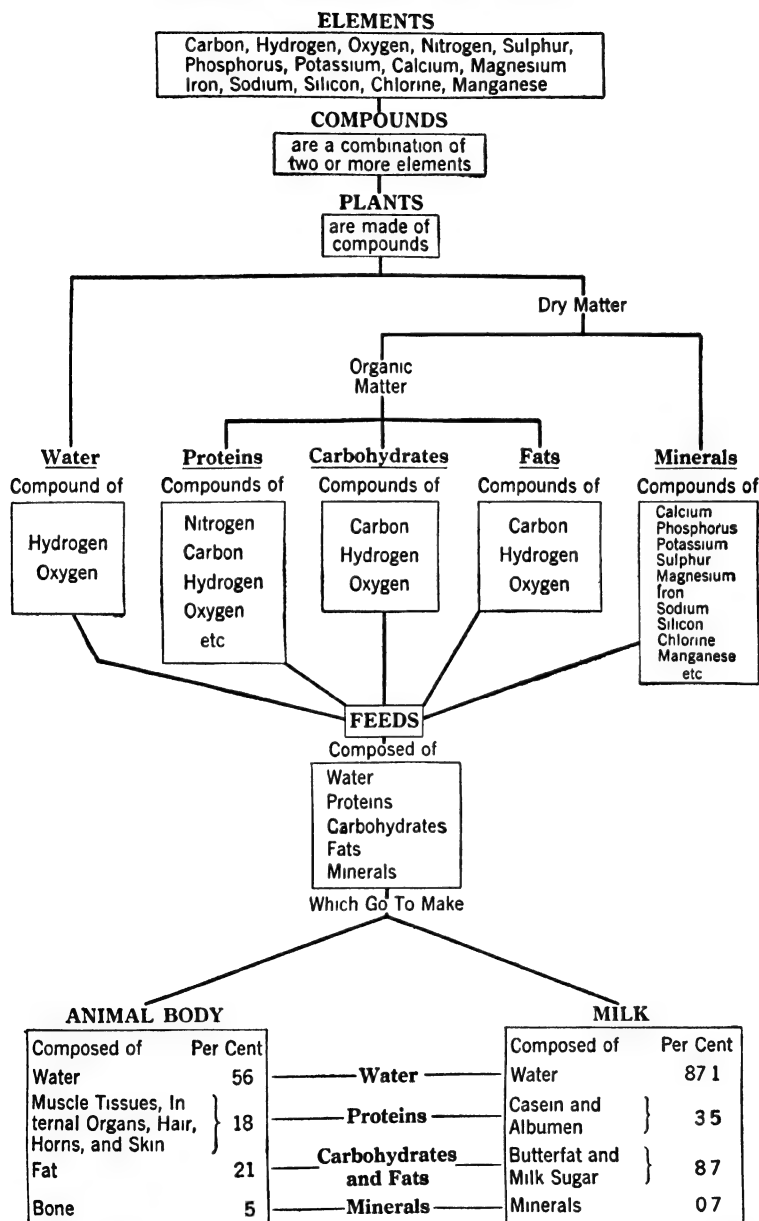 ELEMENTS
Carbon, Hydrogen, Oxygen, Nitrogen, Sulphur,
Phosphorus, Potassium, Calcium, Magnesium
Iron, Sodium, Silicon, Chlorine, Manganese
COMPOUNDS
are a combination of
two or more elements
PLANTS
are made of
compounds
Dry Matter
Organic
Matter
Water
Compound of
Hydrogen
Oxygen
Proteins
Compounds of
Nitrogen
Carbon
Hydrogen
Oxygen
etc
Carbohydrates
Compounds of
Carbon
Hydrogen
Oxygen
Fats
Compounds of
Carbon
Hydrogen
Oxygen
Minerals
Compounds of
Calcium
Phosphorus
Potassium
Sulphur
Magnesium
Iron
Sodium
Silicon
Chlorine
Manganese
etc
FEEDS
Composed of
Water
Proteins
Carbohydrates
Fats
Minerals
Which Go To Make
ANIMAL BODY
Composed of Per Cent
Water 56
Muscle Tissues, In
ternal Organs, Hair, 18
Horns, and Skin
Fat 21
Bone 5
Water
Proteins
Carbohydrates
and Fats
Minerals
MILK
Composed of Per Cent
Water 87 1
Casein and
Albumen 3 5
Butterfat and
Milk Sugar 8 7
Minerals 0 7